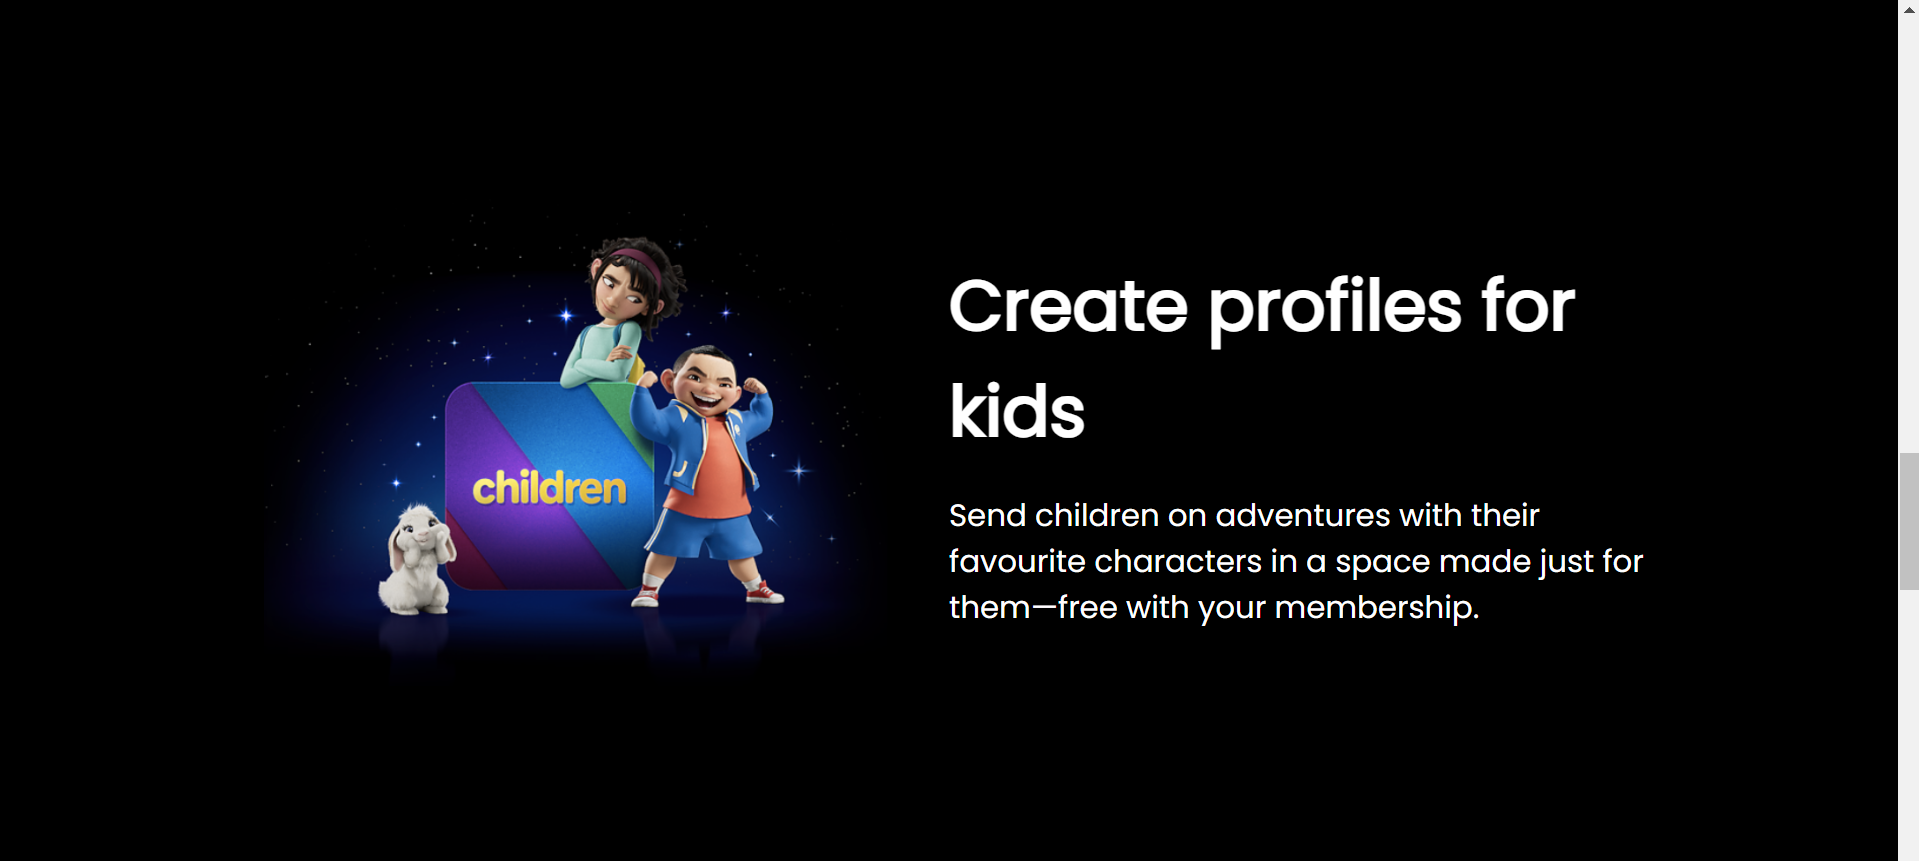 children
Create profiles for
kids
Send children on adventures with their
favourite characters in a space made just for
them—free with your membership.